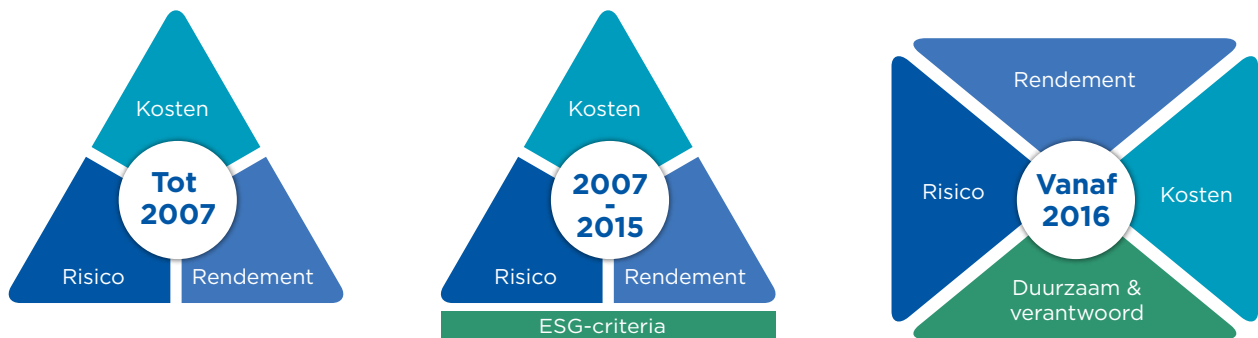 Kosten
Tot
2007
Risico
Rendement
Kosten
2007
-
2015
Risico
Rendement
ESG-criteria
Rendement
Risico
Vanaf
2016
Kosten
Duurzaam &
verantwoord